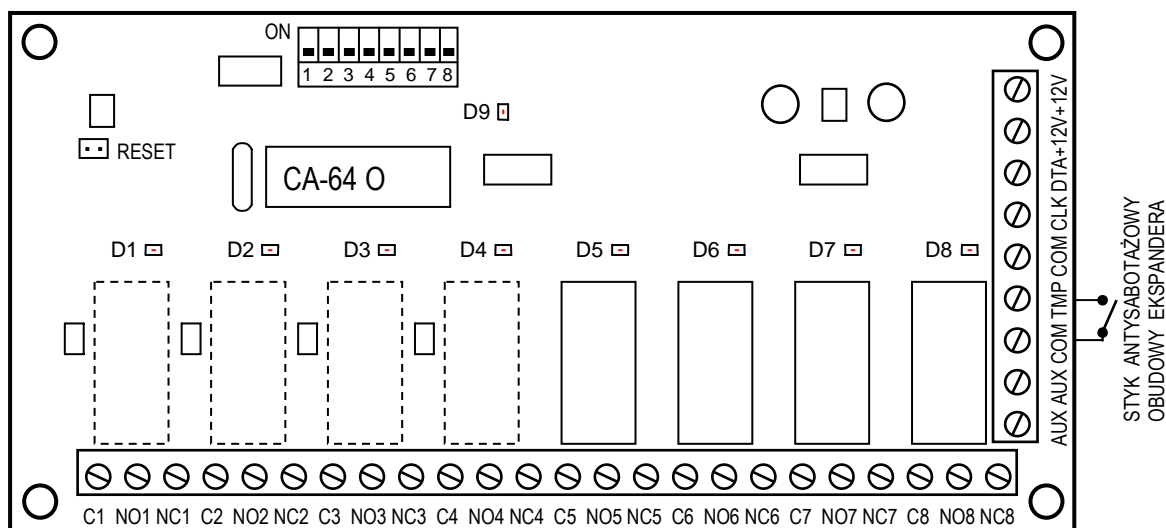 ON
1 2 3 4 5 6 7 8
D9
RESET
CA-64 O
D1 D2 D3 D4 D5 D6 D7 D8
AUX AUX COM TMP COM CLK DTA+12V+12V
STYK ANTYSABOTAŻOWY
OBUDOWY EKSPANDERA
C1 NO1 NC1 C2 NO2 NC2 C3 NO3 NC3 C4 NO4 NC4 C5 NO5 NC5 C6 NO6 NC6 C7 NO7 NC7 C8 NO8 NC8